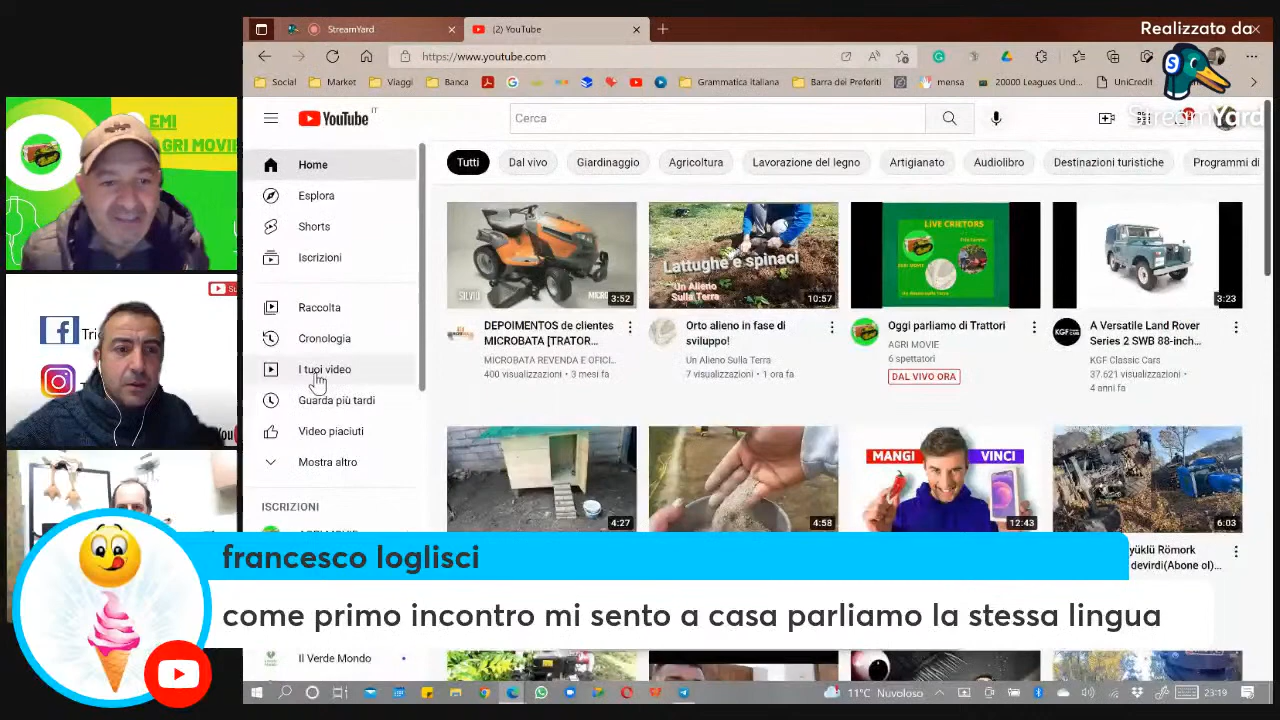 StreamYard
(2) YouTube
Realizzato da
https://www.youtube.com
Social
Market
Viaggi
Banca
Grammatica Italiana
Barra dei Preferiti
mensa
20000 Leagues Und...
UniCredit
StreamYard
EMI
AGRI MOVIE
YouTube
IT
Cerca
Tutti
Dal vivo
Giardinaggio
Agricoltura
Lavorazione del legno
Artigianato
Audiolibro
Destinazioni turistiche
Programmi di
Home
Esplora
Shorts
Iscrizioni
Raccolta
Cronologia
I tuoi video
Guarda più tardi
Video piaciuti
Mostra altro
ISCRIZIONI
Il Verde Mondo
SILVIO
3:52
DEPOIMENTOS de clientes
MICROBATA [TRATOR...
MICROBATA REVENDA E OFICI...
400 visualizzazioni • 3 mesi fa
Lattughe e spinaci
Un Alieno
Sulla Terra
10:57
Orto alieno in fase di
sviluppo!
Un Alieno Sulla Terra
7 visualizzazioni • 1 ora fa
LIVE CRIETORS
Oggi parliamo di Trattori
AGRI MOVIE
6 spettatori
DAL VIVO ORA
3:23
KGF
A Versatile Land Rover
Series 2 SWB 88-inch...
KGF Classic Cars
37.621 visualizzazioni •
4 anni fa
4:27
4:58
MANGI
VINCI
12:43
6:03
yüklü Römork
devirdi(Abone ol)...
francesco loglisci
come primo incontro mi sento a casa parliamo la stessa lingua
11°C Nuvoloso
23:19